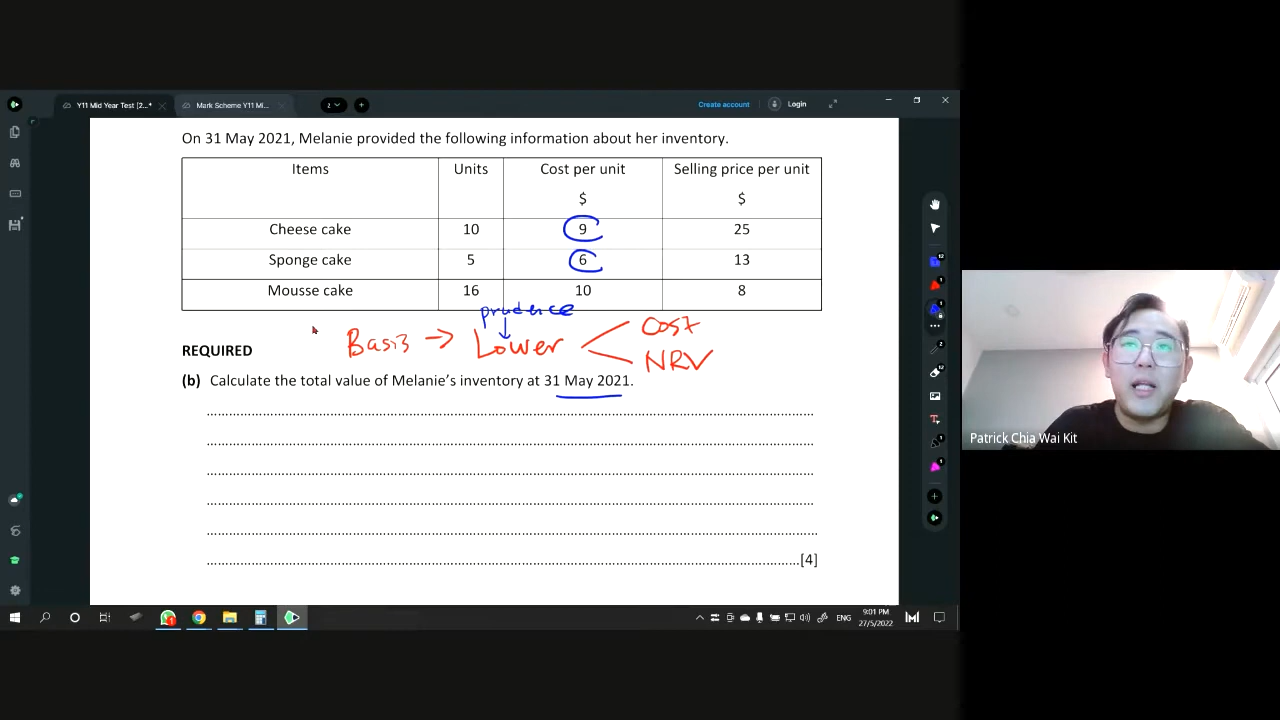 Y11 Mid Year Test [2...*
Mark Scheme Y11 Mi...
2
Create account
Login
On 31 May 2021, Melanie provided the following information about her inventory.
Items Units Cost per unit Selling price per unit
$ $
Cheese cake 10 9 25
Sponge cake 5 6 13
Mousse cake 16 10 8
prudence
Basis → Lower Cost
NRV
REQUIRED
(b) Calculate the total value of Melanie's inventory at 31 May 2021.
[4]
Patrick Chia Wai Kit
ENG
9:01 PM
27/5/2022